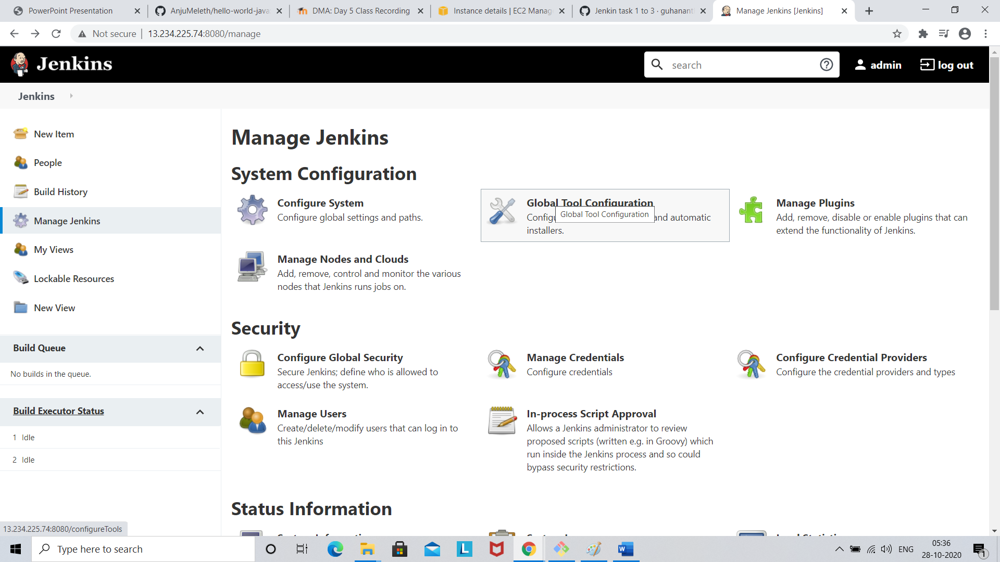 PowerPoint Presentation
AnjuMeleth/hello-world-java
DMA: Day 5 Class Recording
Instance details | EC2 Manag
Jenkin task 1 to 3 · guhanant
Manage Jenkins [Jenkins]
Not secure
13.234.225.74:8080/manage
Jenkins
search
admin
log out
Jenkins
New Item
People
Build History
Manage Jenkins
My Views
Lockable Resources
New View
Build Queue
No builds in the queue.
Build Executor Status
1 Idle
2 Idle
Manage Jenkins
System Configuration
Configure System
Configure global settings and paths.
Global Tool Configuration
Global Tool Configuration
and automatic
installers.
Manage Plugins
Add, remove, disable or enable plugins that can
extend the functionality of Jenkins.
Manage Nodes and Clouds
Add, remove, control and monitor the various
nodes that Jenkins runs jobs on.
Security
Configure Global Security
Secure Jenkins; define who is allowed to
access/use the system.
Manage Credentials
Configure credentials
Configure Credential Providers
Configure the credential providers and types
Manage Users
Create/delete/modify users that can log in to
this Jenkins
In-process Script Approval
Allows a Jenkins administrator to review
proposed scripts (written e.g. in Groovy) which
run inside the Jenkins process and so could
bypass security restrictions.
Status Information
13.234.225.74:8080/configureTools
Type here to search
L
W
ENG
05:36
28-10-2020
1